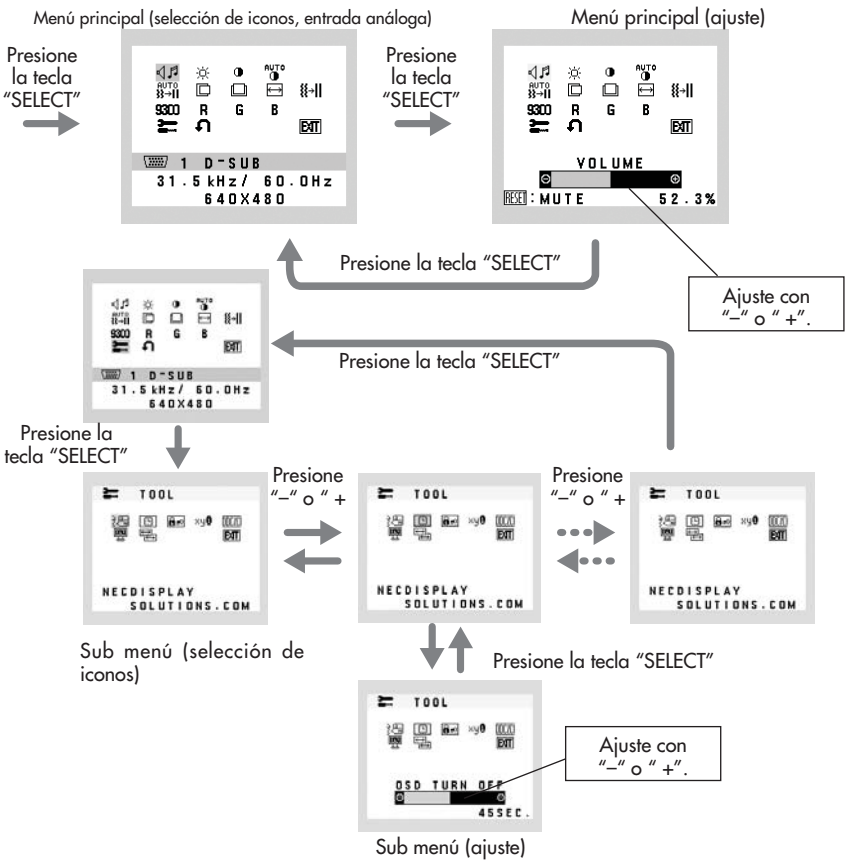 Menú principal (selección de iconos, entrada análoga)
Menú principal (ajuste)
Presione
la tecla
“SELECT”
AUTO
AUTO
9300 R G B
EXIT
1 D-SUB
31.5 kHz/ 60.0Hz
640X480
Presione
la tecla
“SELECT”
AUTO
AUTO
9300 R G B
EXIT
VOLUME
RESET : MUTE 52.3%
Presione la tecla “SELECT”
Ajuste con
“–” o “ +”.
AUTO
AUTO
9300 R G B
EXIT
1 D-SUB
31.5 kHz/ 60.0Hz
640X480
Presione la tecla “SELECT”
Presione la
tecla “SELECT”
TOOL
EXIT
NECDISPLAY
SOLUTIONS.COM
Presione
“–“ o “ +
TOOL
EXIT
NECDISPLAY
SOLUTIONS.COM
Presione
“–“ o “ +
TOOL
EXIT
NECDISPLAY
SOLUTIONS.COM
Sub menú (selección de
iconos)
Presione la tecla “SELECT”
TOOL
EXIT
OSD TURN OFF
45SEC.
Ajuste con
“–” o “ +”.
Sub menú (ajuste)